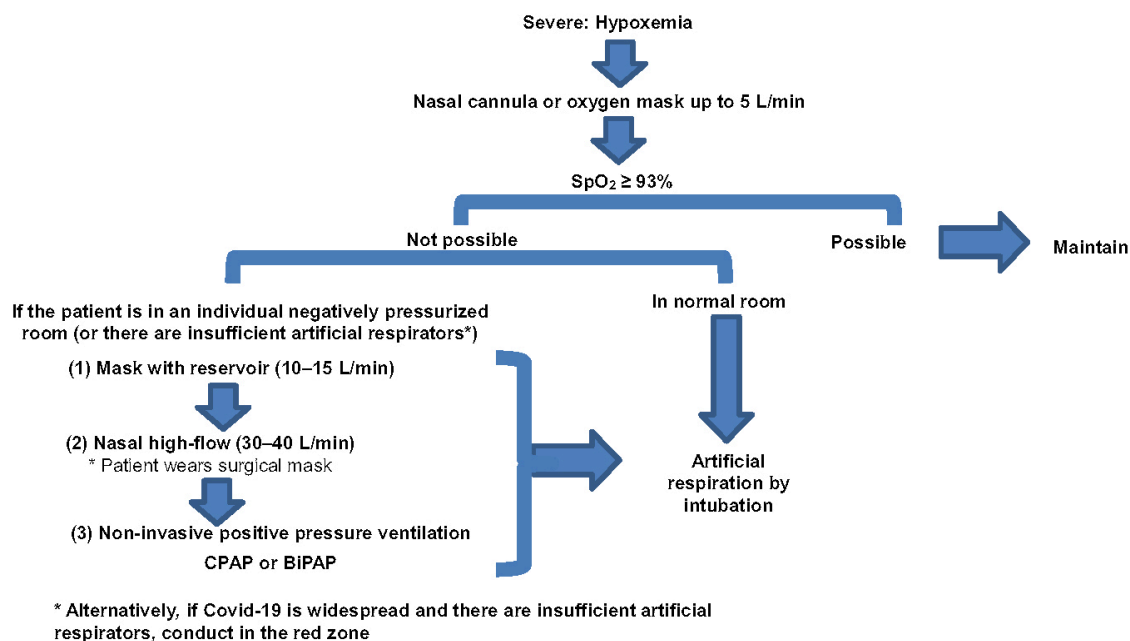 Severe: Hypoxemia
Nasal cannula or oxygen mask up to 5 L/min
SpO₂ ≥ 93%
Not possible
Possible
Maintain
If the patient is in an individual negatively pressurized
room (or there are insufficient artificial respirators*)
In normal room
(1) Mask with reservoir (10–15 L/min)
(2) Nasal high-flow (30–40 L/min)
* Patient wears surgical mask
(3) Non-invasive positive pressure ventilation
CPAP or BiPAP
Artificial
respiration by
intubation
* Alternatively, if Covid-19 is widespread and there are insufficient artificial
respirators, conduct in the red zone